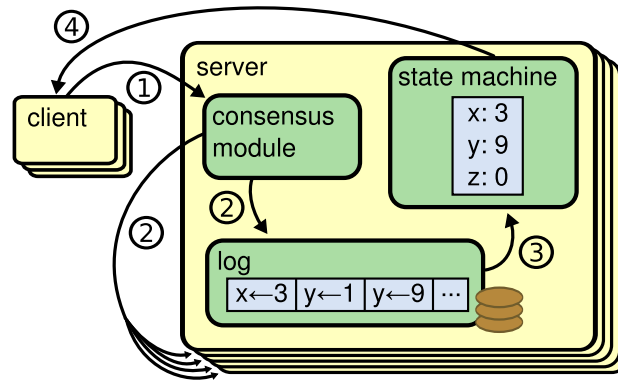 ④
①
server
state machine
client
consensus
module
x: 3
y: 9
z: 0
②
②
③
log
x←3 y←1 y←9 ...